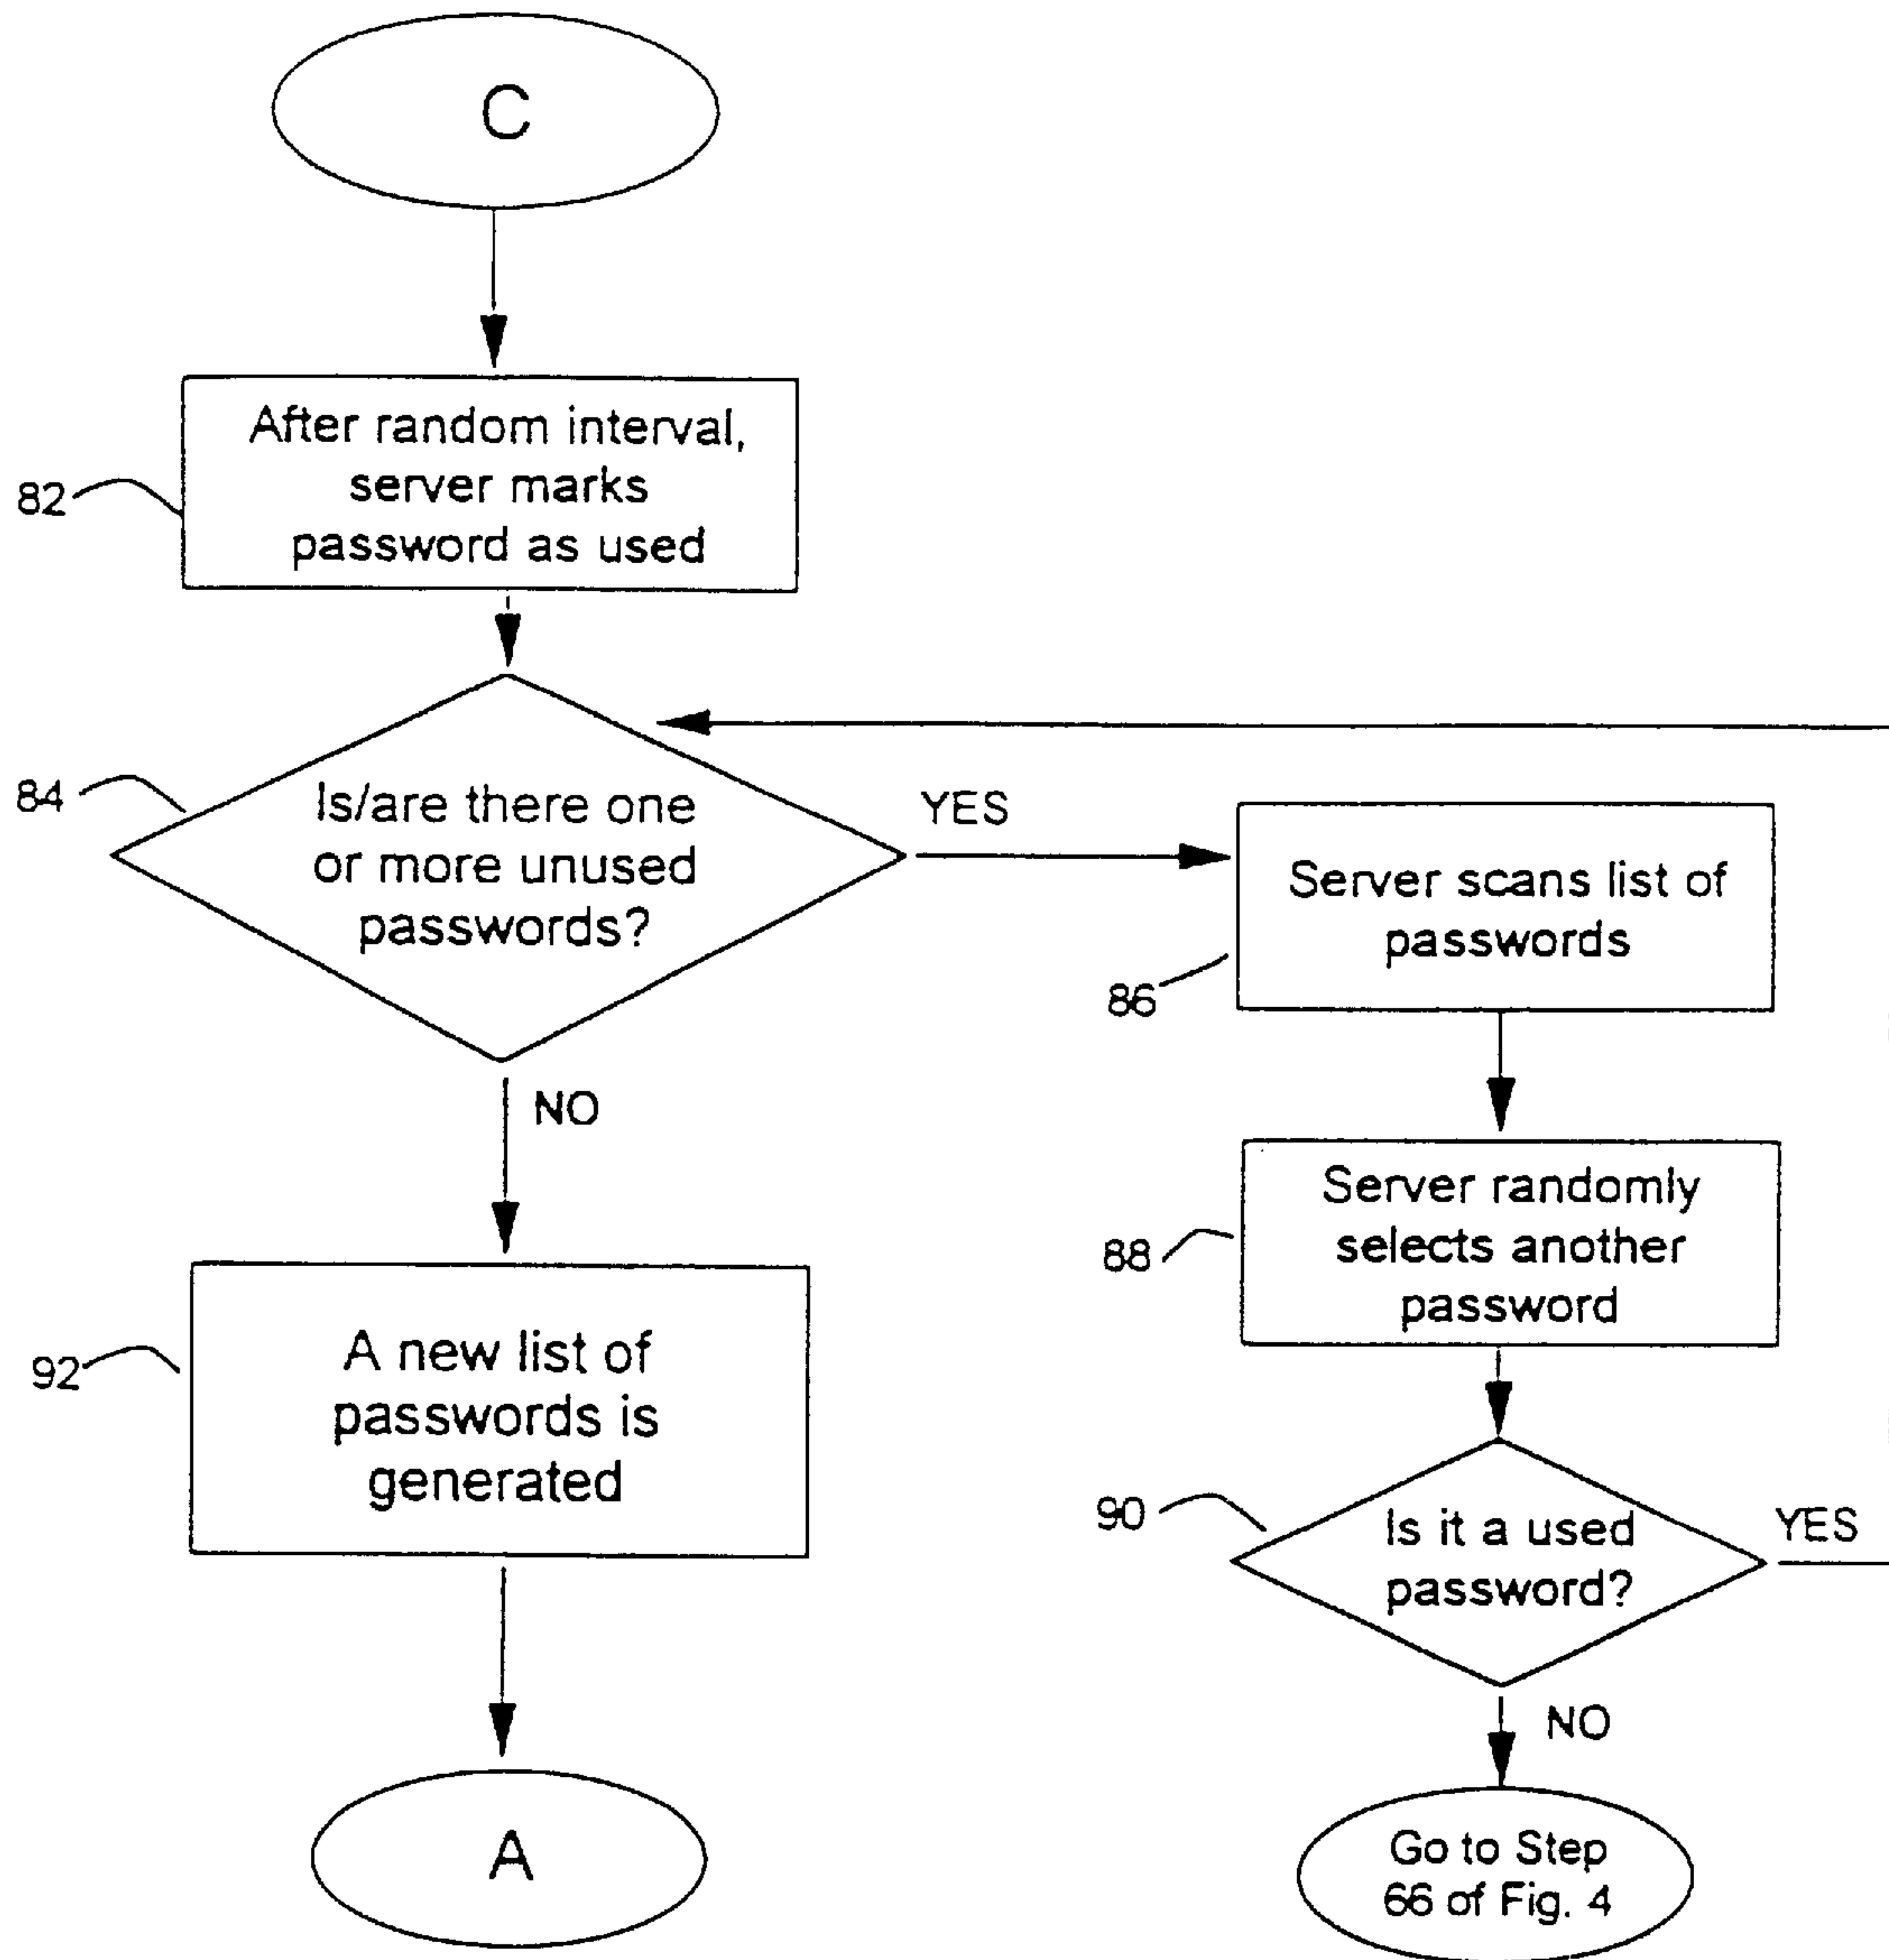 C
After random interval,
server marks
password as used
82
Is/are there one
or more unused
passwords?
84
YES
Server scans list of
passwords
86
NO
Server randomly
selects another
password
88
A new list of
passwords is
generated
92
Is it a used
password?
90
YES
NO
A
Go to Step
66 of Fig. 4